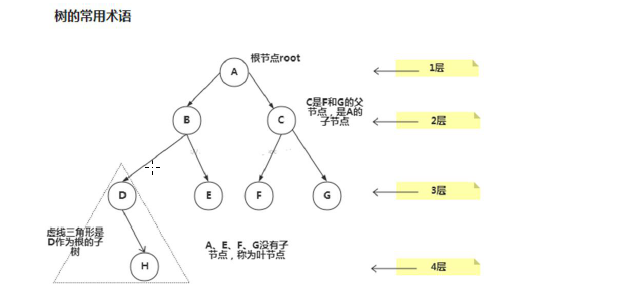 树的常用术语
根节点root
A
1层
C是F和G的父
节点，是A的
子节点
B
C
2层
D
E
F
G
3层
虚线三角形是
D作为根的子
树
A、E、F、G没有子
节点，称为叶节点
H
4层